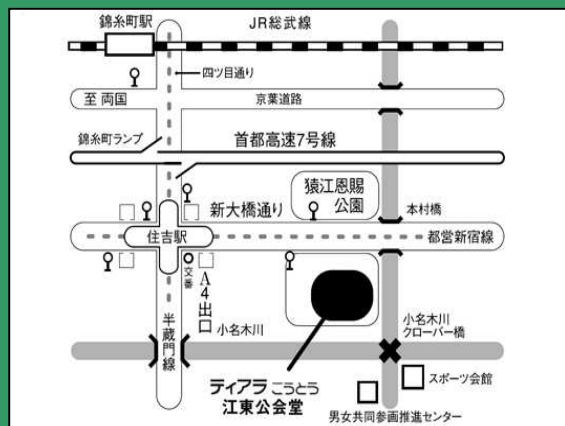 錦糸町駅
JR総武線
四ツ目通り
至 両国
京葉道路
錦糸町ランプ
首都高速7号線
猿江恩賜
公園
新大橋通り
本村橋
住吉駅
都営新宿線
交番
A4出口
半蔵門線
小名木川
小名木川
クローバー橋
ティアラこうとう
江東公会堂
スポーツ会館
男女共同参画推進センター